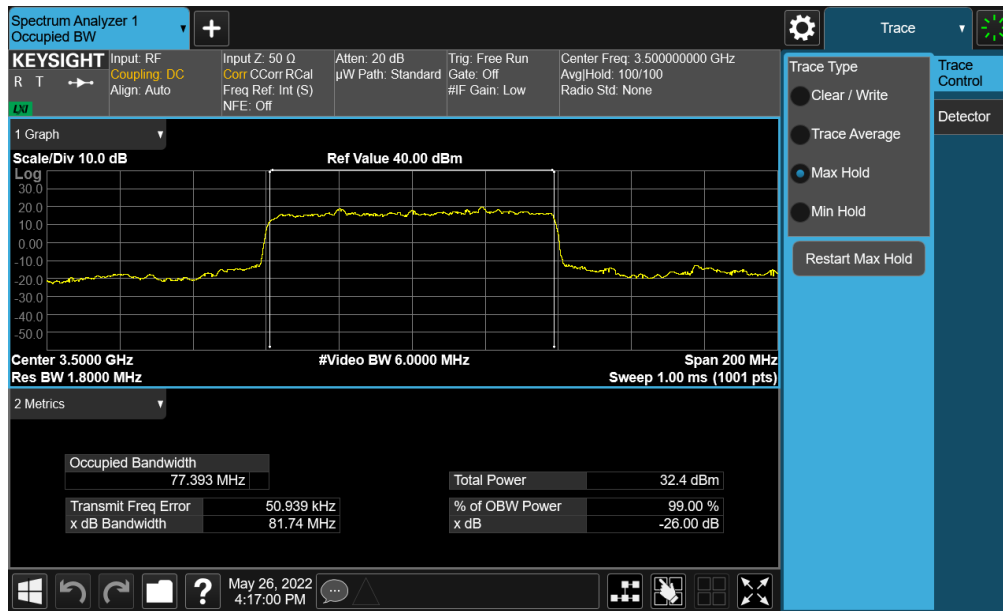 Spectrum Analyzer 1
Occupied BW
Trace
KEYSIGHT
R T
LXI
Input: RF
Coupling: DC
Align: Auto
Input Z: 50 Ω
Corr CCorr RCal
Freq Ref: Int (S)
NFE: Off
Atten: 20 dB
µW Path: Standard
Trig: Free Run
Gate: Off
#IF Gain: Low
Center Freq: 3.500000000 GHz
Avg|Hold: 100/100
Radio Std: None
Trace Type
Clear / Write
Trace Average
Max Hold
Min Hold
Restart Max Hold
Trace
Control
Detector
1 Graph
Scale/Div 10.0 dB
Ref Value 40.00 dBm
Log
30.0
20.0
10.0
0.00
-10.0
-20.0
-30.0
-40.0
-50.0
Center 3.5000 GHz
#Video BW 6.0000 MHz
Span 200 MHz
Res BW 1.8000 MHz
Sweep 1.00 ms (1001 pts)
2 Metrics
Occupied Bandwidth
77.393 MHz
Total Power 32.4 dBm
Transmit Freq Error 50.939 kHz
% of OBW Power 99.00 %
x dB Bandwidth 81.74 MHz
x dB -26.00 dB
?
May 26, 2022
4:17:00 PM